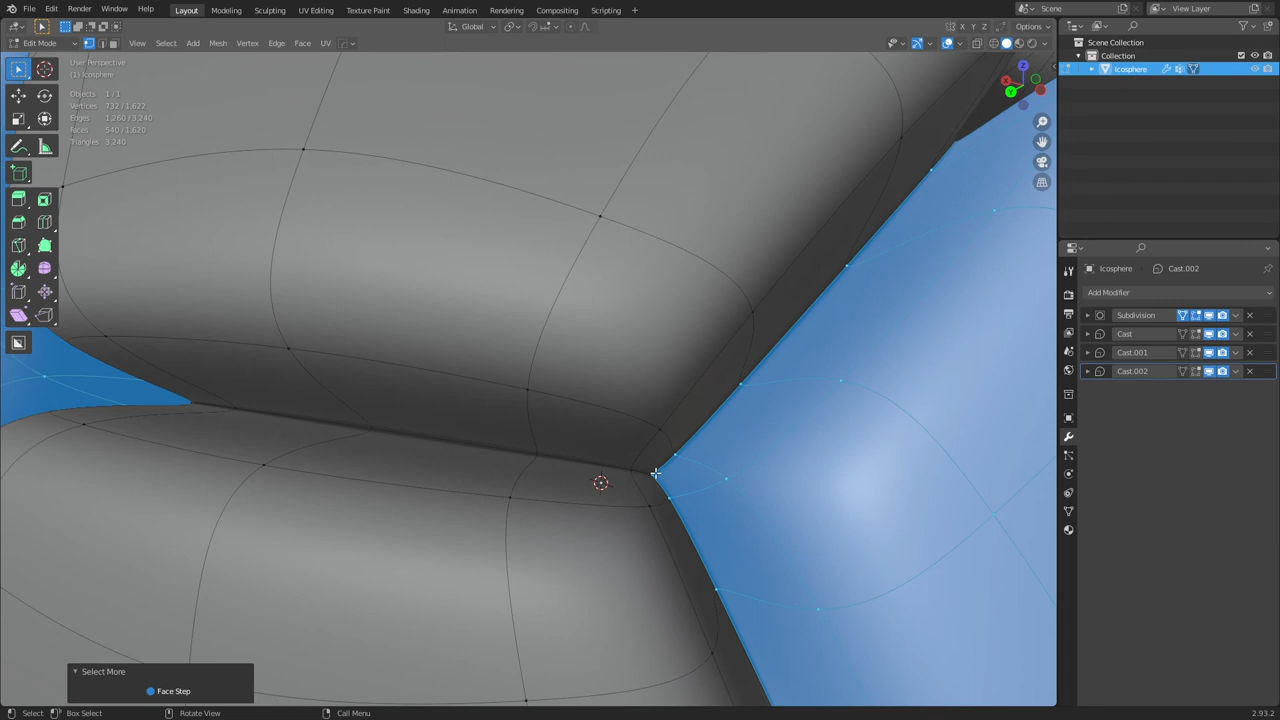 File Edit Render Window Help Layout Modeling Sculpting UV Editing Texture Paint Shading Animation Rendering Compositing Scripting + Scene View Layer
Global X Y Z Options
Edit Mode View Select Add Mesh Vertex Edge Face UV
Scene Collection
Collection
Icosphere
User Perspective
(1) Icosphere
Objects 1 / 1
Vertices 732 / 1,622
Edges 1,260 / 3,240
Faces 540 / 1,620
Triangles 3,240
Z
X
Y
Icosphere Cast.002
Add Modifier
Subdivision
Cast
Cast.001
Cast.002
Select More
Face Step
Select Box Select Rotate View Call Menu 2.93.2